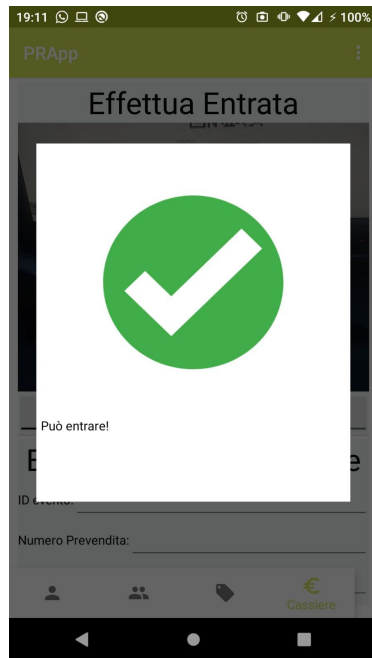 19:11
100%
PRApp
Effettua Entrata
Può entrare!
E
e
ID evento:
Numero Prevendita:
€
Cassiere